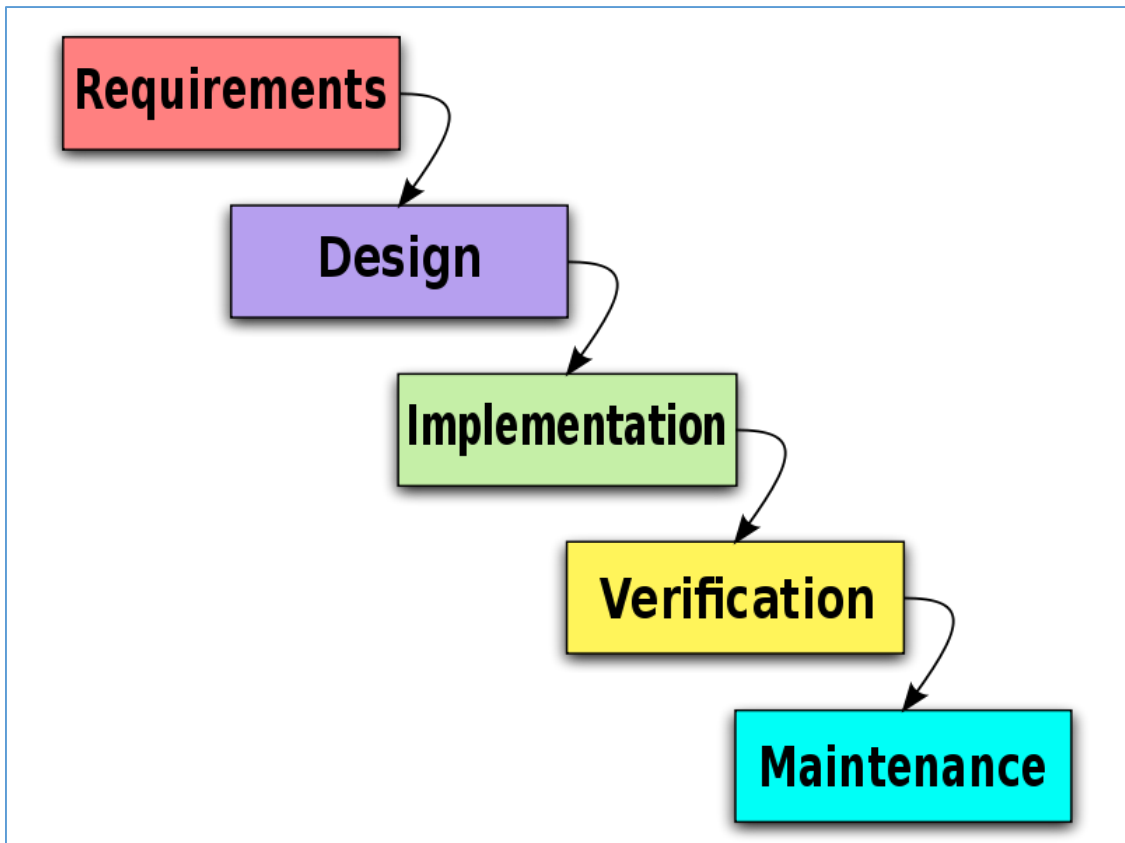 Requirements
Design
Implementation
Verification
Maintenance